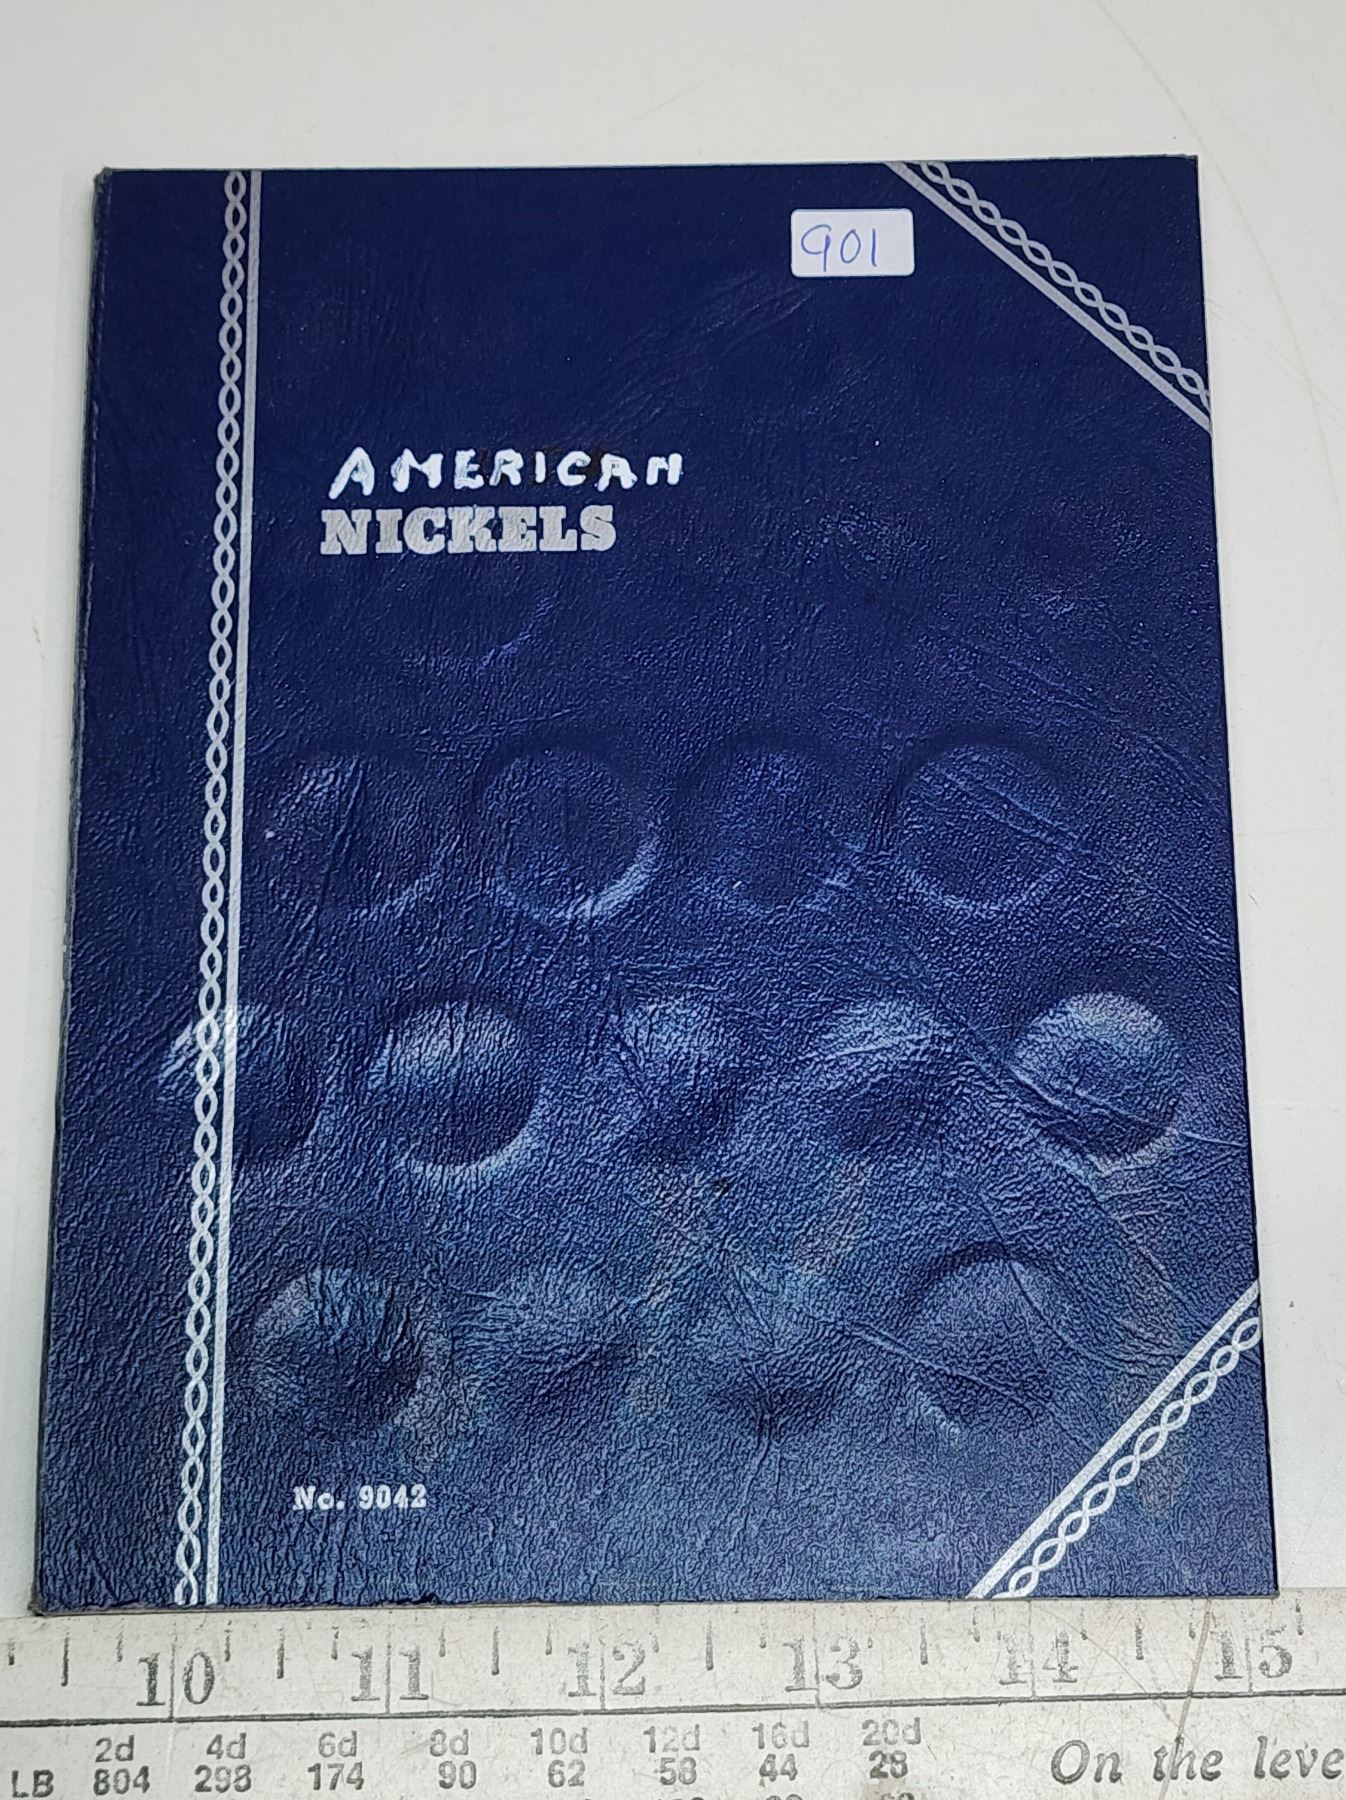 901
AMERICAN
NICKELS
No. 9042
10 11 12 13 14 15
2d 4d 6d 8d 10d 12d 16d 20d
LB 804 298 174 90 62 58 44 28
On the leve